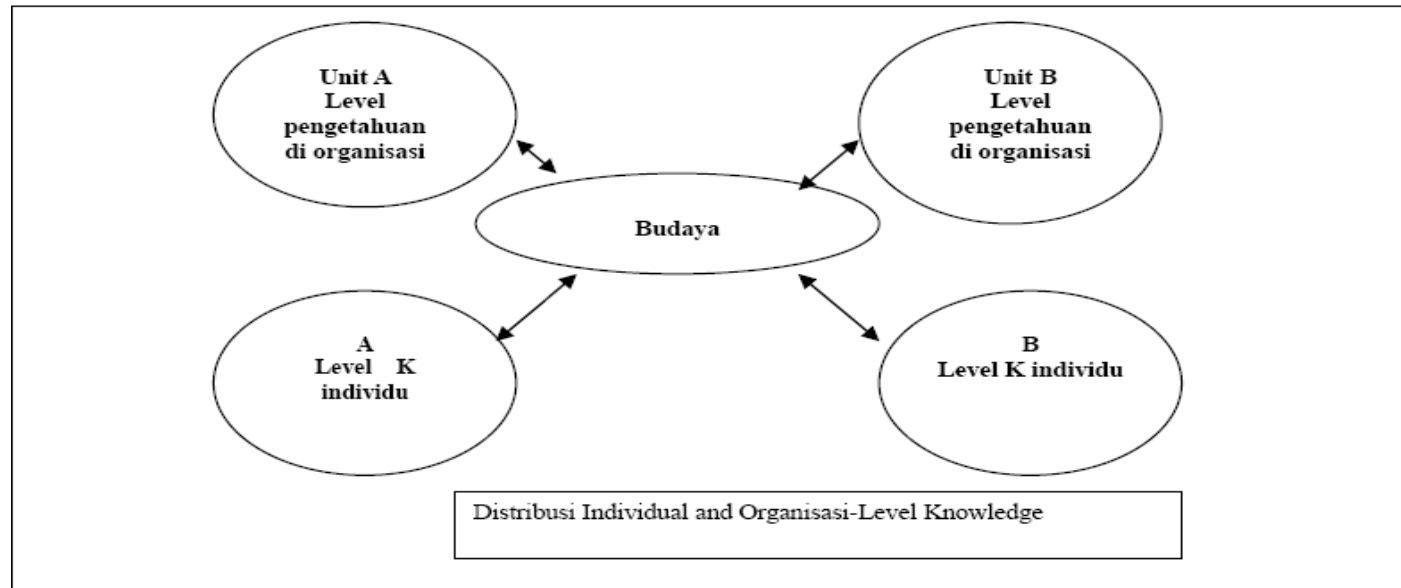 Unit A
Level
pengetahuan
di organisasi
Unit B
Level
pengetahuan
di organisasi
Budaya
A
Level K
individu
B
Level K individu
Distribusi Individual and Organisasi-Level Knowledge